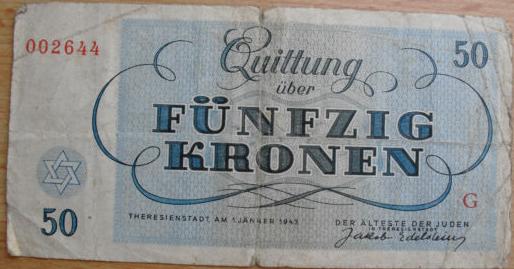 002644
50
Quittung
über
FÜNFZIG
KRONEN
G
50
THERESIENSTADT, AM 1. JÄNNER 1943
DER ÄLTESTE DER JUDEN
IN THERESIENSTADT
Jakob Edelstein